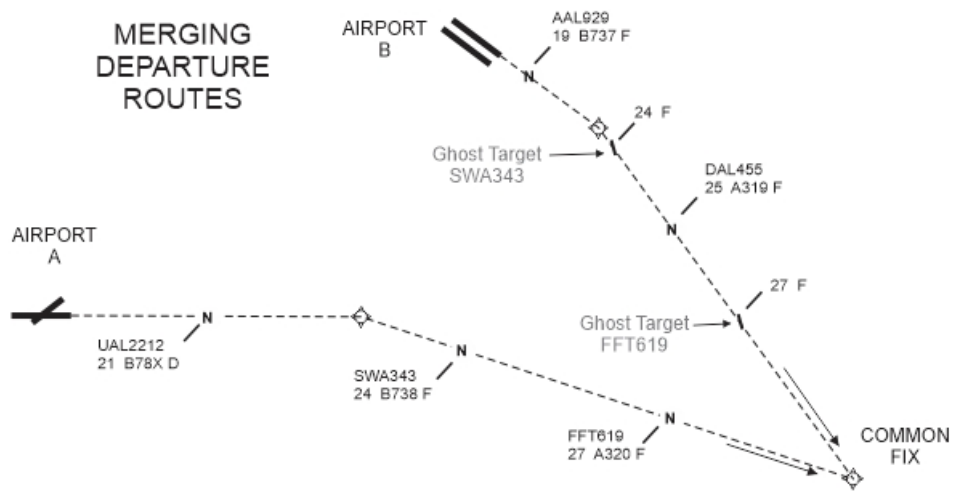 MERGING
DEPARTURE
ROUTES
AIRPORT
B
AAL929
19 B737 F
N
24 F
Ghost Target
SWA343
DAL455
25 A319 F
N
AIRPORT
A
27 F
Ghost Target
FFT619
N
UAL2212
21 B78X D
N
SWA343
24 B738 F
N
FFT619
27 A320 F
COMMON
FIX